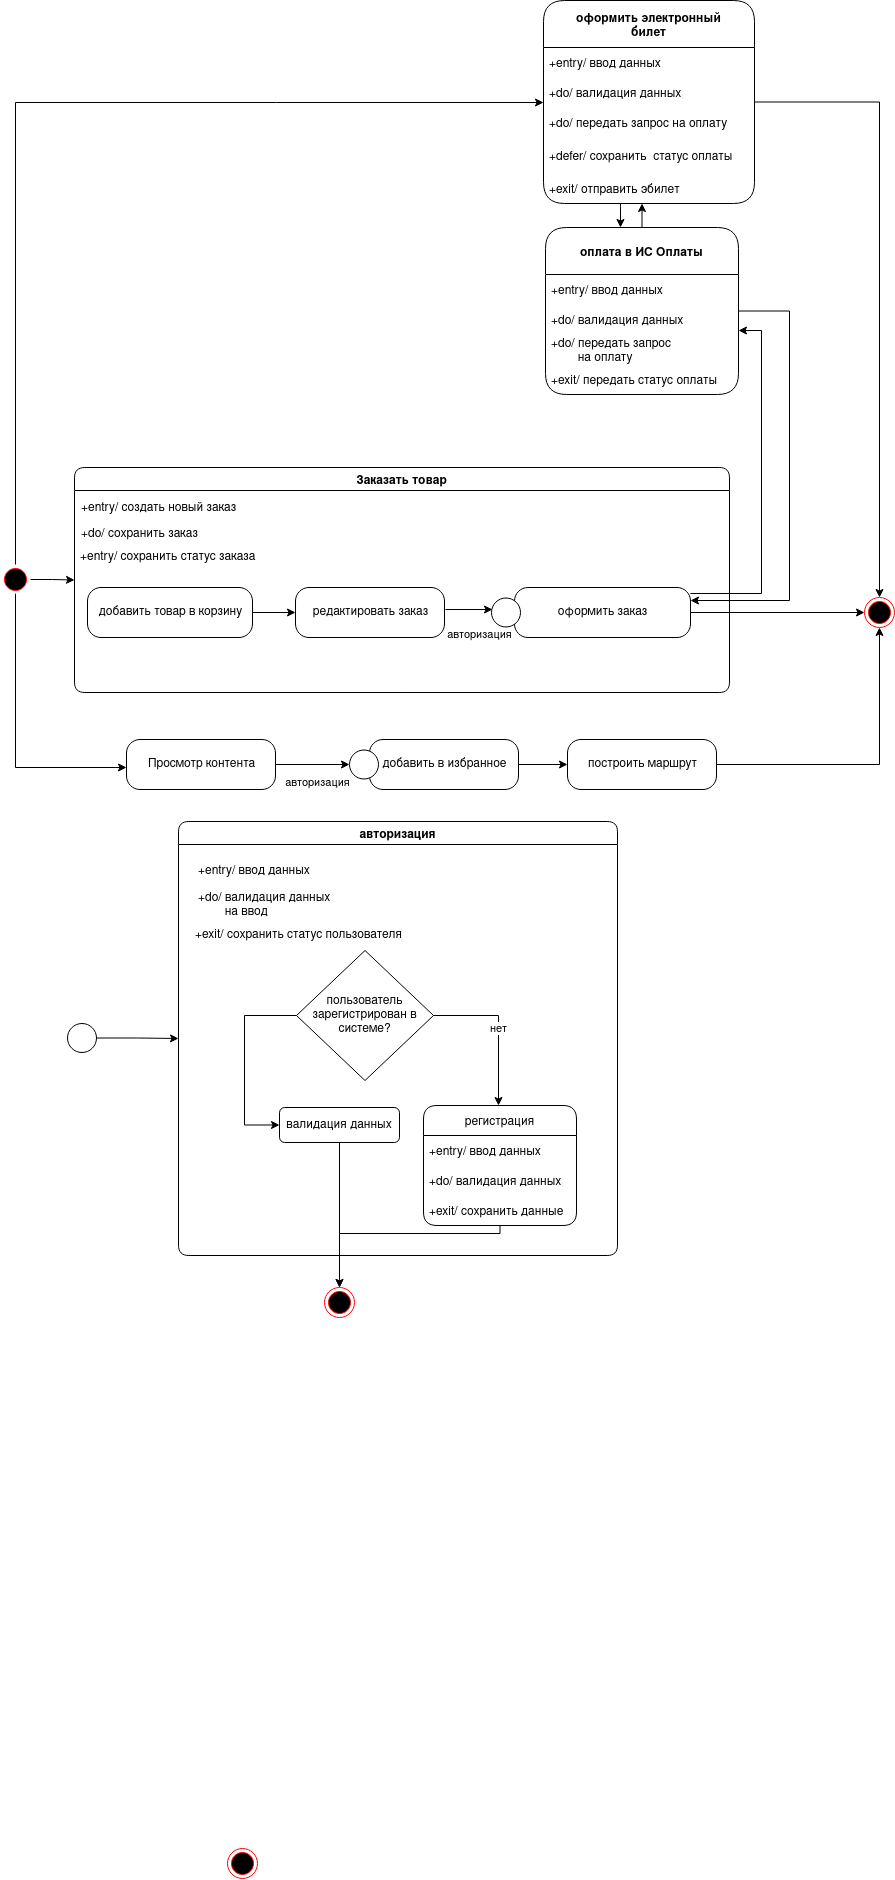 оформить электронный
билет
+entry/ ввод данных
+do/ валидация данных
+do/ передать запрос на оплату
+defer/ сохранить статус оплаты
+exit/ отправить эбилет
оплата в ИС Оплаты
+entry/ ввод данных
+do/ валидация данных
+do/ передать запрос
на оплату
+exit/ передать статус оплаты
Заказать товар
+entry/ создать новый заказ
+do/ сохранить заказ
+entry/ сохранить статус заказа
добавить товар в корзину
редактировать заказ
авторизация
оформить заказ
Просмотр контента
авторизация
добавить в избранное
построить маршрут
авторизация
+entry/ ввод данных
+do/ валидация данных
на ввод
+exit/ сохранить статус пользователя
пользователь
зарегистрирован в
системе?
нет
валидация данных
регистрация
+entry/ ввод данных
+do/ валидация данных
+exit/ сохранить данные